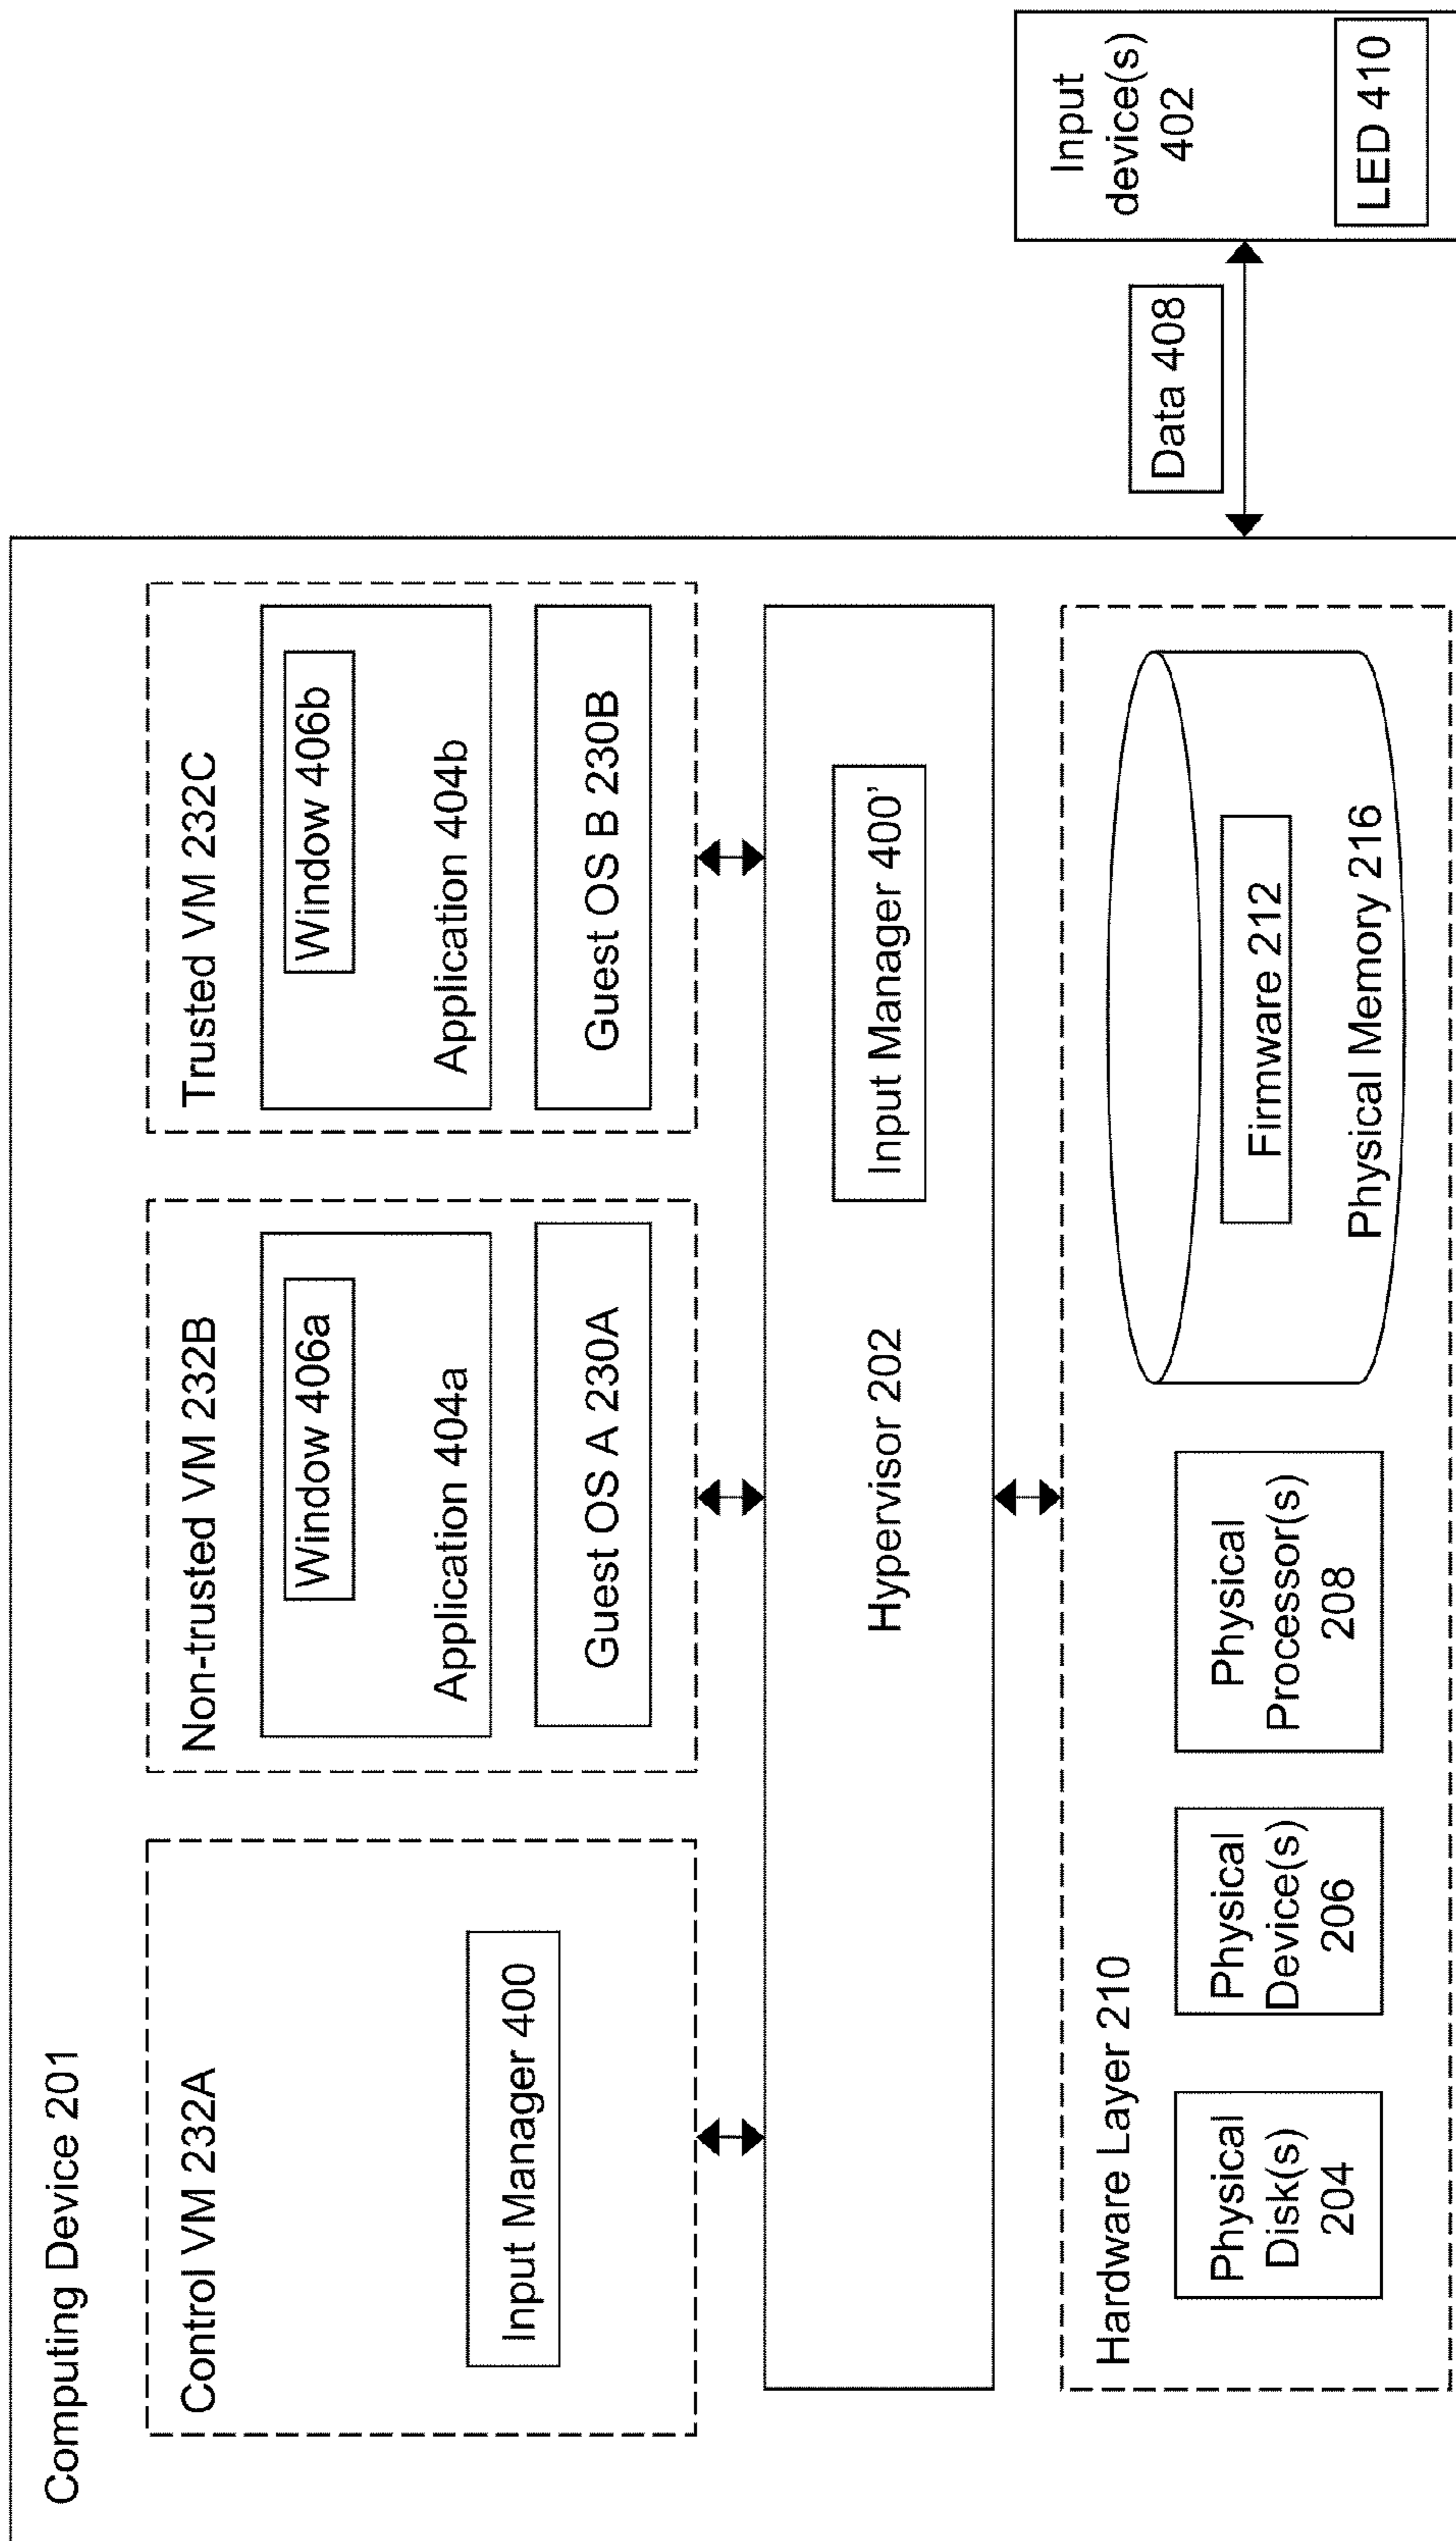 Computing Device 201
Control VM 232A
Input Manager 400
Non-trusted VM 232B
Window 406a
Application 404a
Guest OS A 230A
Trusted VM 232C
Window 406b
Application 404b
Guest OS B 230B
Hypervisor 202
Input Manager 400'
Hardware Layer 210
Physical
Disk(s)
204
Physical
Device(s)
206
Physical
Processor(s)
208
Firmware 212
Physical Memory 216
Data 408
Input
device(s)
402
LED 410